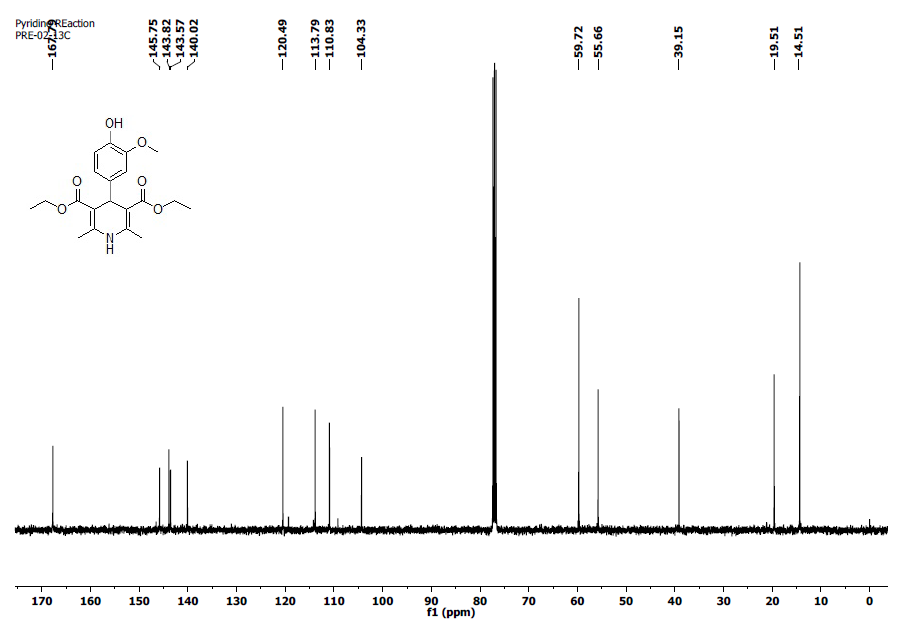 Pyridine REaction
PRE-02-13C
167.79
145.75
143.82
143.57
140.02
120.49
113.79
110.83
104.33
59.72
55.66
39.15
19.51
14.51
OH
O
O
O
O
O
N
H
170 160 150 140 130 120 110 100 90 80 70 60 50 40 30 20 10 0
f1 (ppm)